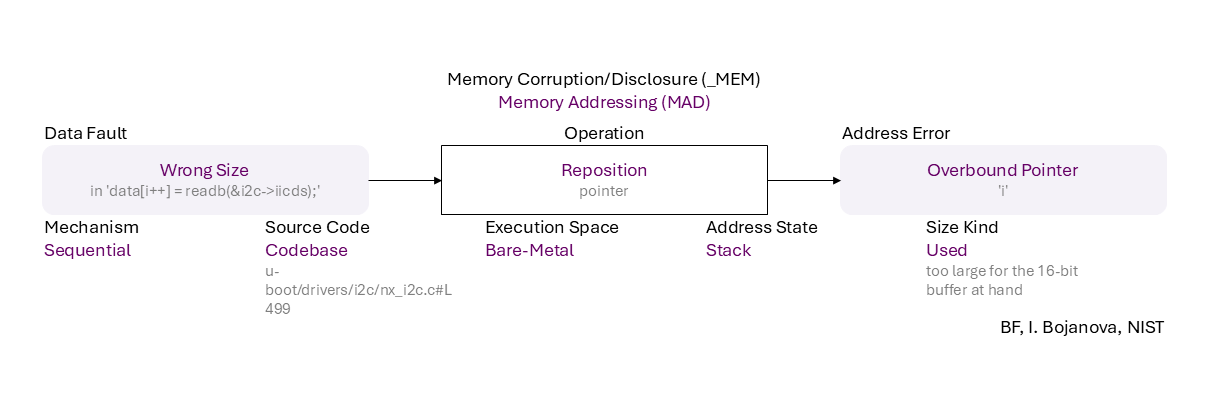 Memory Corruption/Disclosure (_MEM)
Memory Addressing (MAD)
Data Fault
Operation
Address Error
Wrong Size
in 'data[i++] = readb(&i2c->iicds);'
Reposition
pointer
Overbound Pointer
'i'
Mechanism
Sequential
Source Code
Codebase
u-
boot/drivers/i2c/nx_i2c.c#L
499
Execution Space
Bare-Metal
Address State
Stack
Size Kind
Used
too large for the 16-bit
buffer at hand
BF, I. Bojanova, NIST